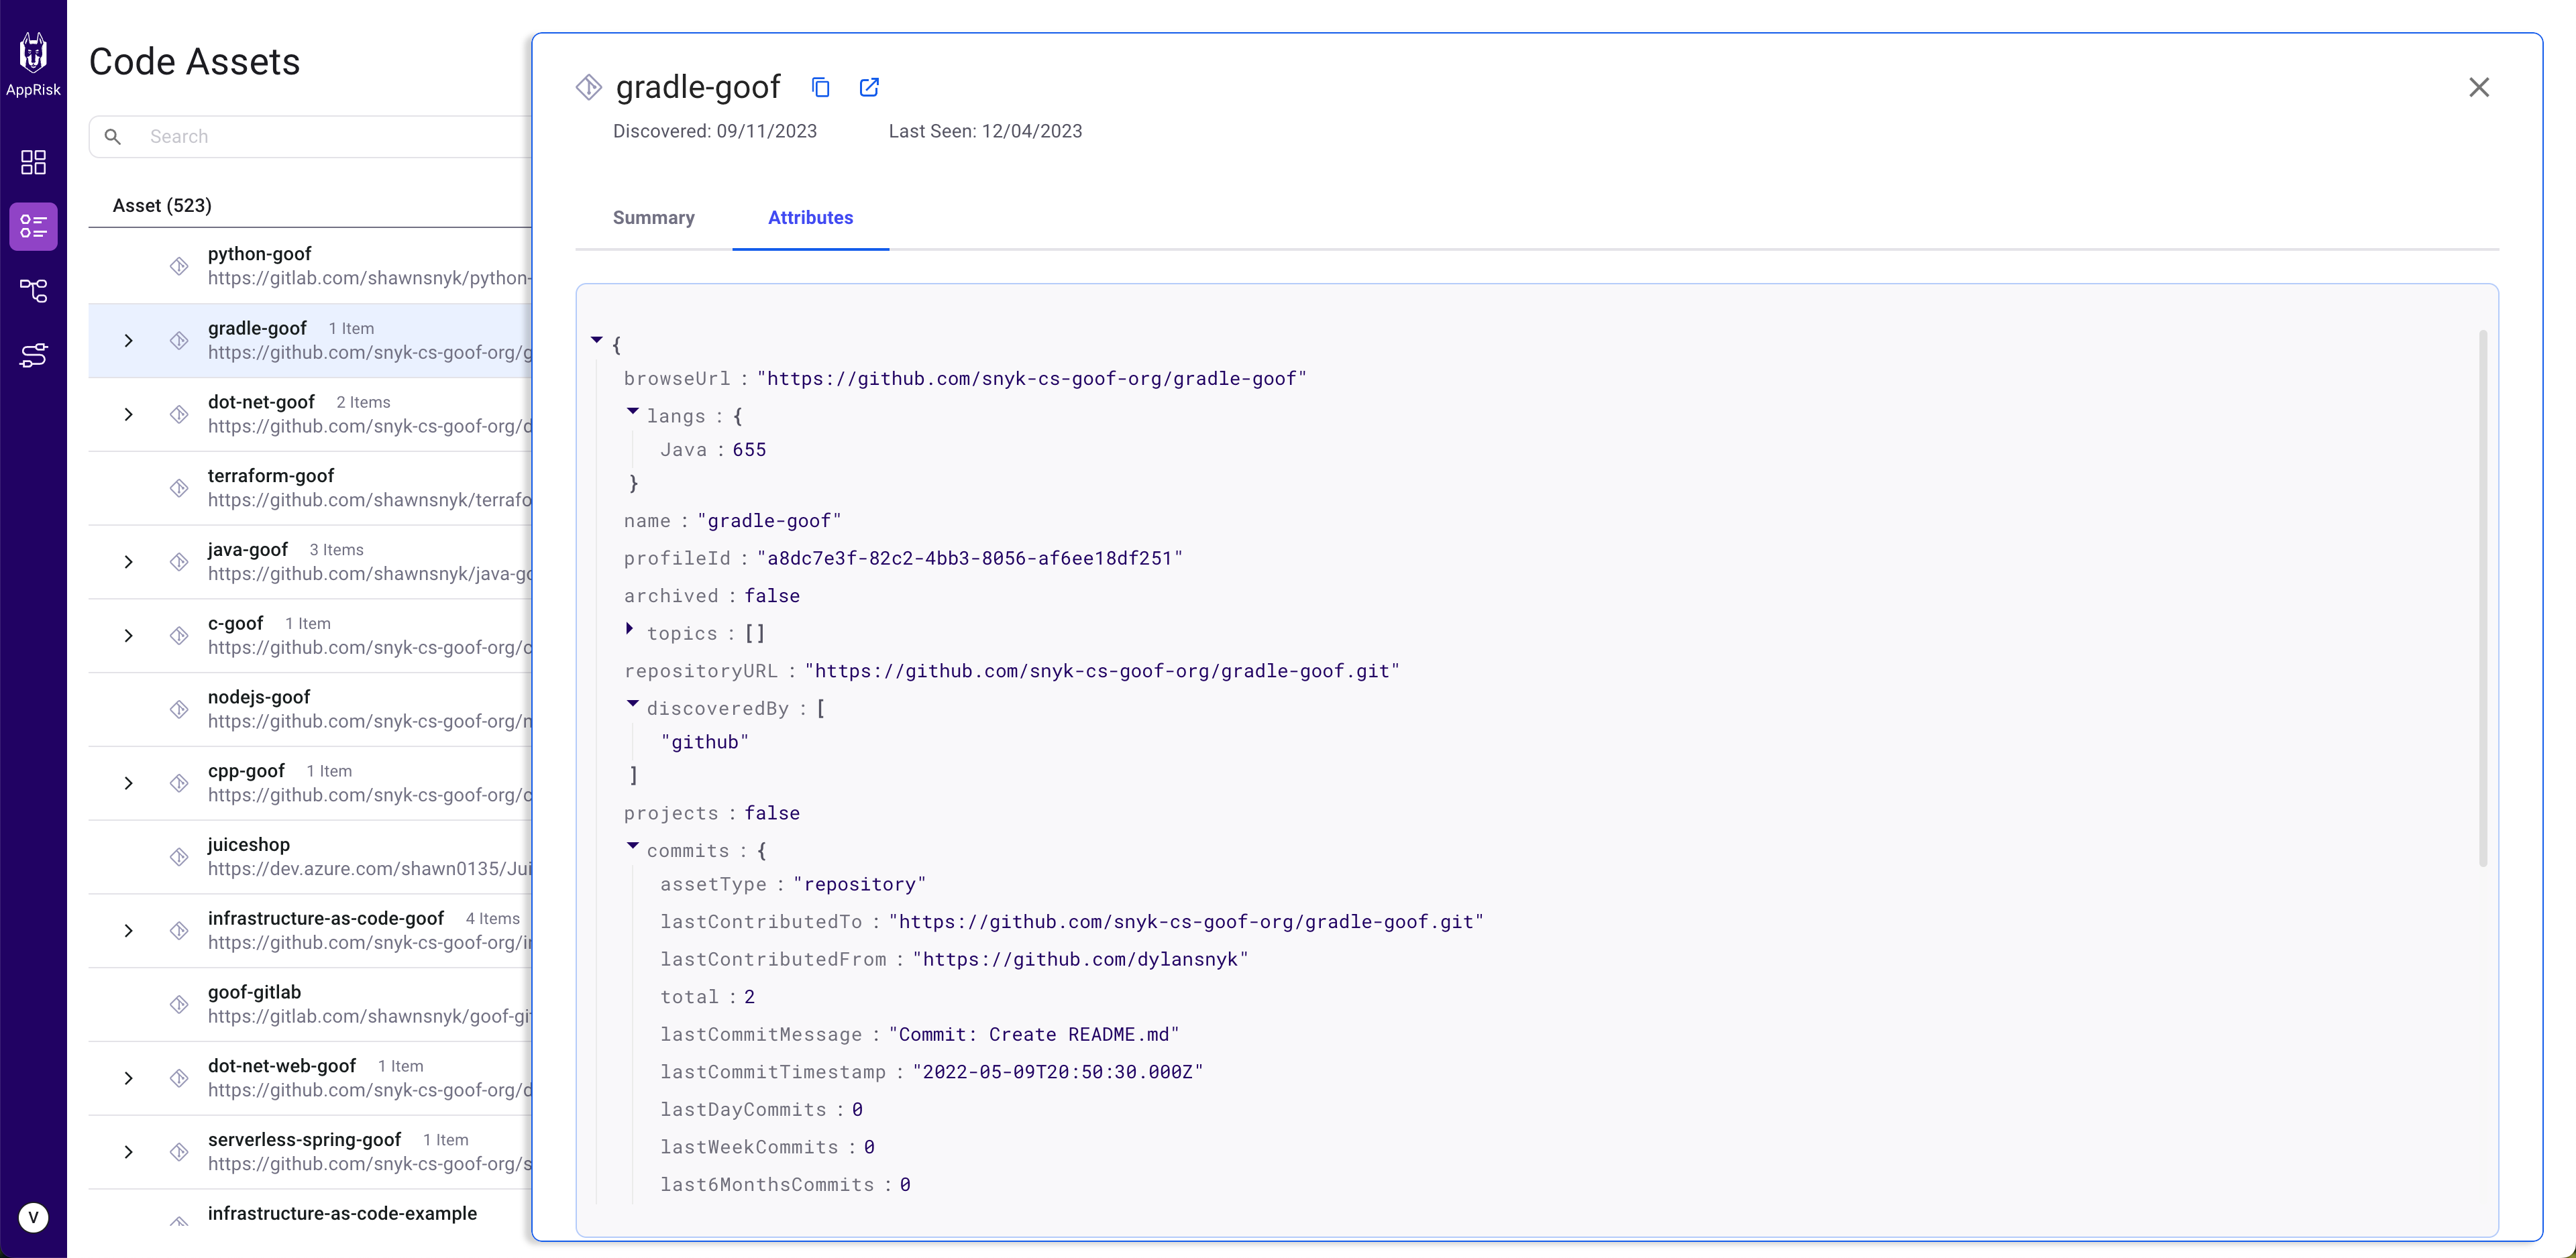 AppRisk
V
Code Assets
Search
Asset (523)
python-goof
https://gitlab.com/shawnsnyk/python-
gradle-goof 1 Item
https://github.com/snyk-cs-goof-org/g
dot-net-goof 2 Items
https://github.com/snyk-cs-goof-org/d
terraform-goof
https://github.com/shawnsnyk/terrafo
java-goof 3 Items
https://github.com/shawnsnyk/java-go
c-goof 1 Item
https://github.com/snyk-cs-goof-org/c
nodejs-goof
https://github.com/snyk-cs-goof-org/n
cpp-goof 1 Item
https://github.com/snyk-cs-goof-org/c
juiceshop
https://dev.azure.com/shawn0135/Jui
infrastructure-as-code-goof 4 Items
https://github.com/snyk-cs-goof-org/i
goof-gitlab
https://gitlab.com/shawnsnyk/goof-gi
dot-net-web-goof 1 Item
https://github.com/snyk-cs-goof-org/d
serverless-spring-goof 1 Item
https://github.com/snyk-cs-goof-org/s
infrastructure-as-code-example
gradle-goof
Discovered: 09/11/2023 Last Seen: 12/04/2023
Summary Attributes
{
browseUrl : "https://github.com/snyk-cs-goof-org/gradle-goof"
langs : {
Java : 655
}
name : "gradle-goof"
profileId : "a8dc7e3f-82c2-4bb3-8056-af6ee18df251"
archived : false
topics : []
repositoryURL : "https://github.com/snyk-cs-goof-org/gradle-goof.git"
discoveredBy : [
"github"
]
projects : false
commits : {
assetType : "repository"
lastContributedTo : "https://github.com/snyk-cs-goof-org/gradle-goof.git"
lastContributedFrom : "https://github.com/dylansnyk"
total : 2
lastCommitMessage : "Commit: Create README.md"
lastCommitTimestamp : "2022-05-09T20:50:30.000Z"
lastDayCommits : 0
lastWeekCommits : 0
last6MonthsCommits : 0